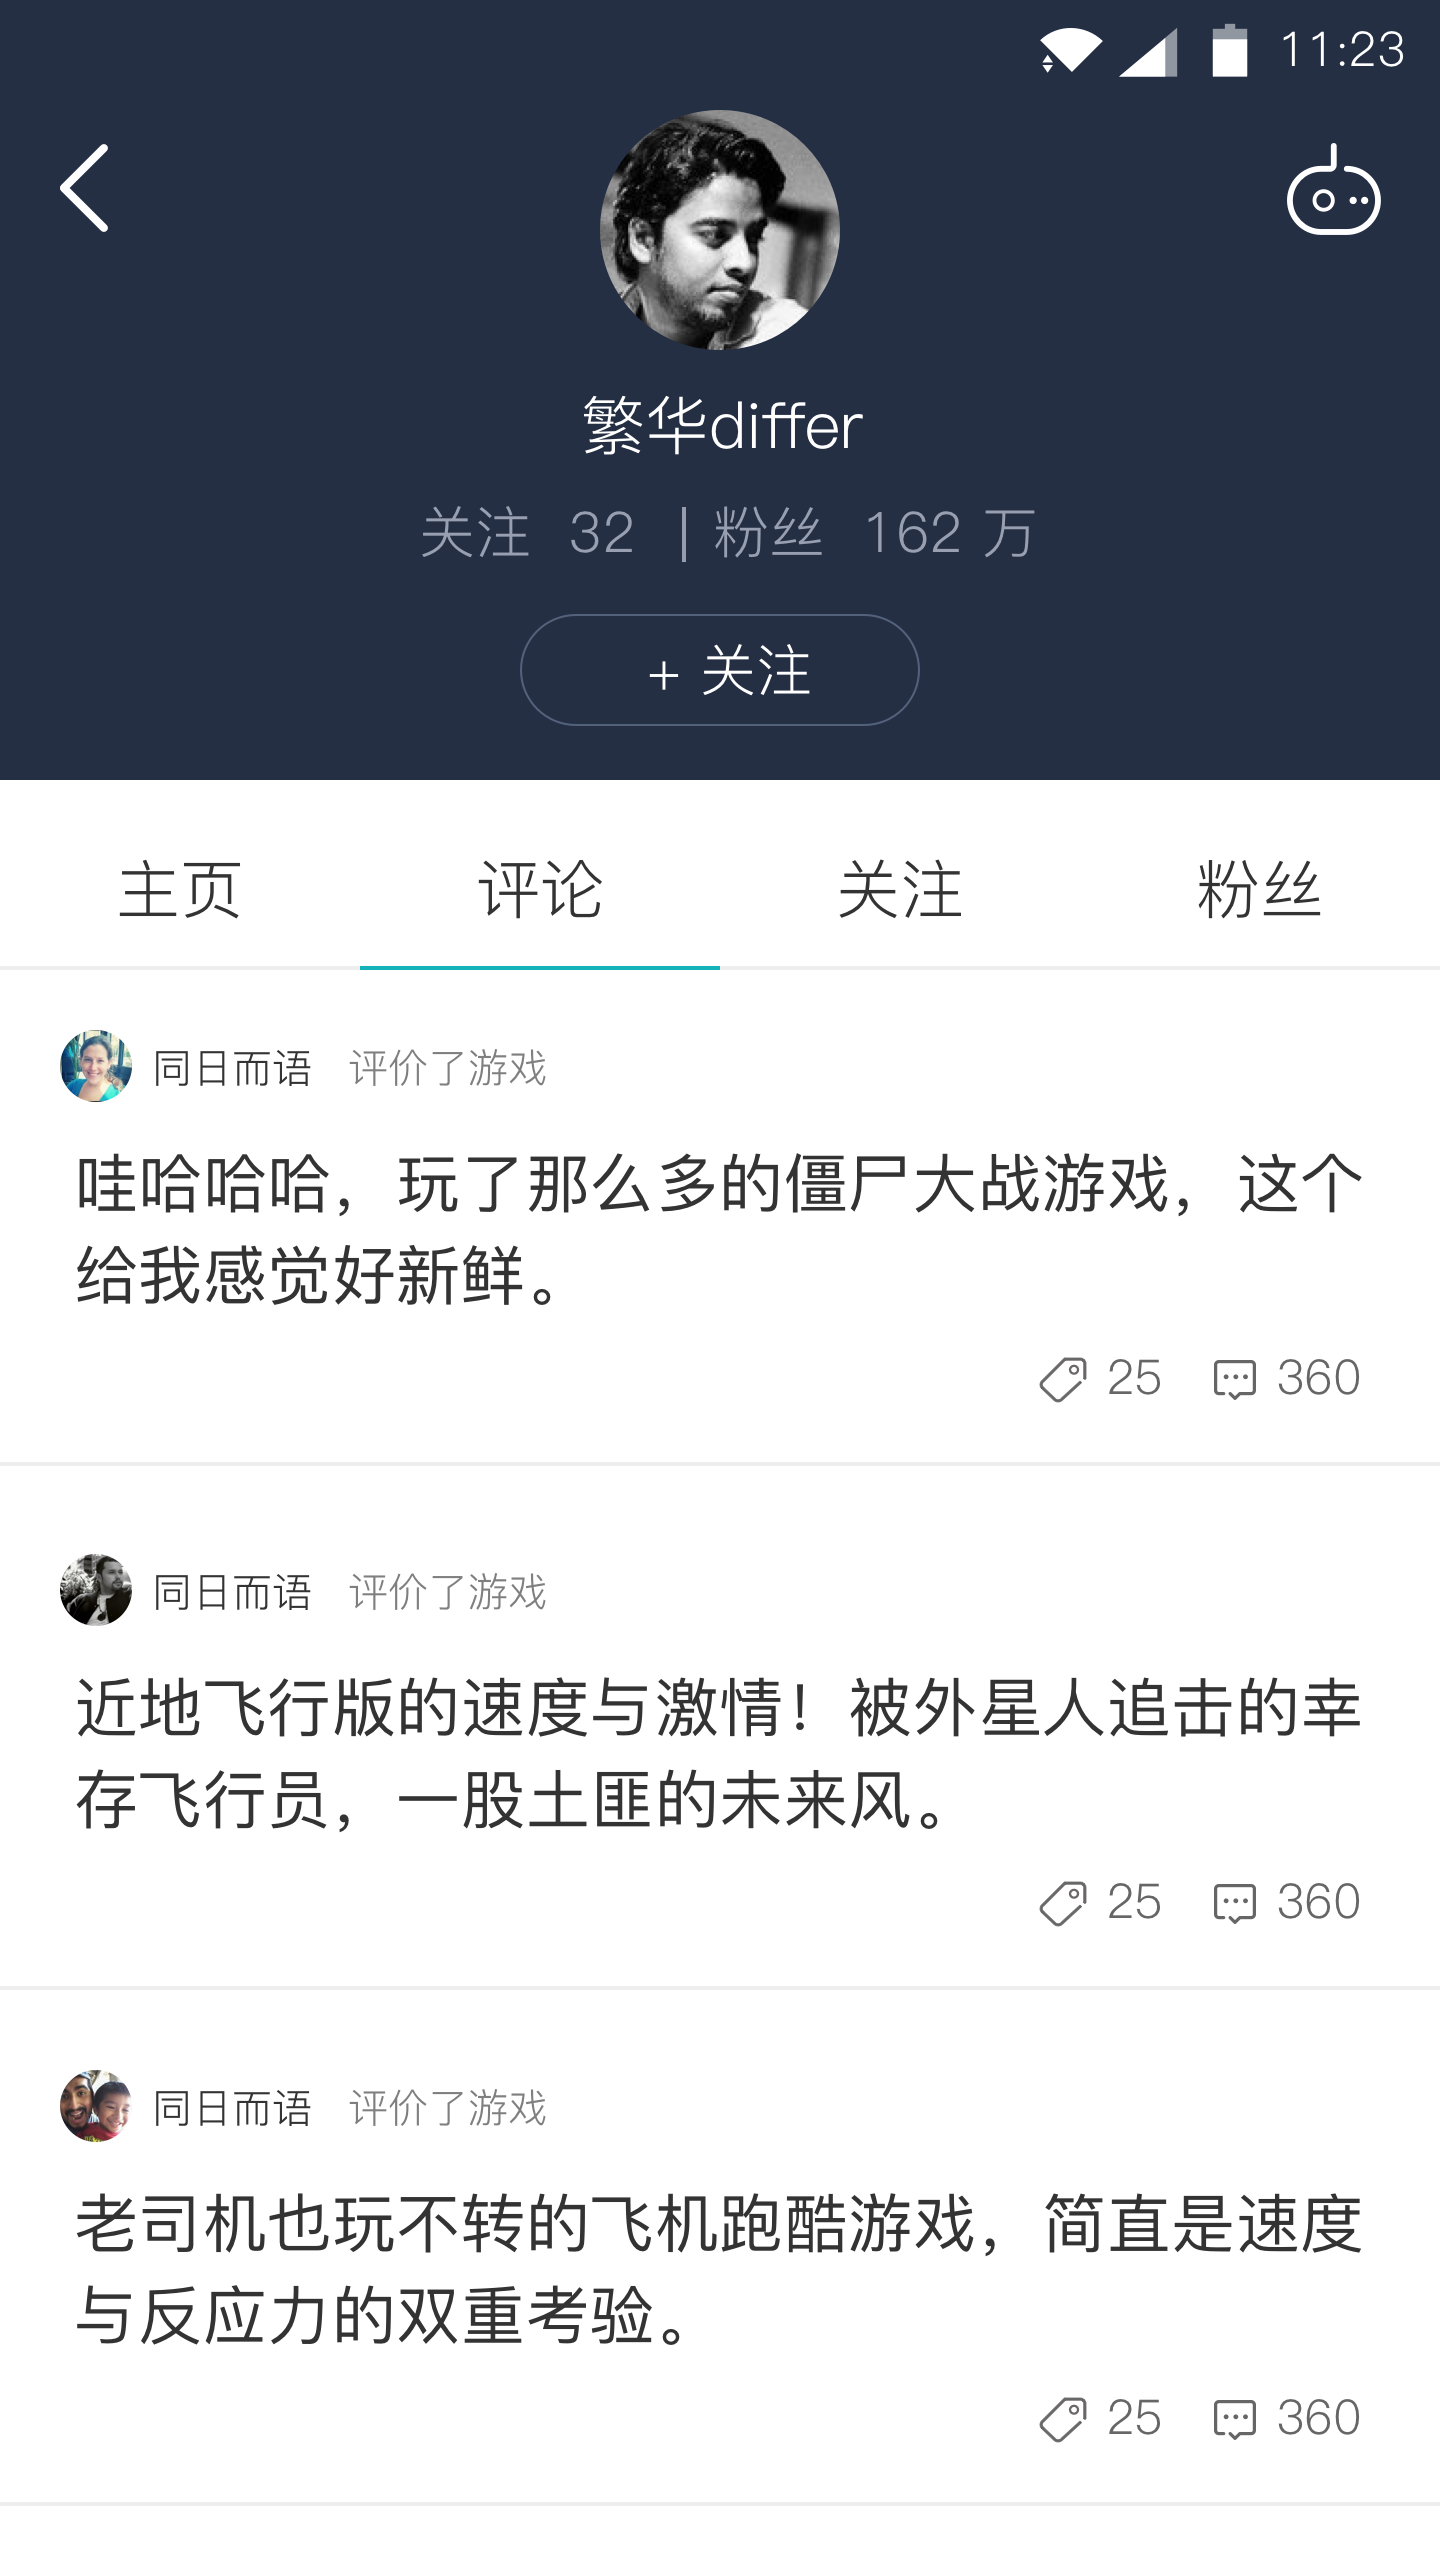 11:23
繁华differ
关注 32 | 粉丝 162 万
+ 关注
主页 评论 关注 粉丝
同日而语 评价了游戏
哇哈哈哈，玩了那么多的僵尸大战游戏，这个
给我感觉好新鲜。
25 360
同日而语 评价了游戏
近地飞行版的速度与激情！被外星人追击的幸
存飞行员，一股土匪的未来风。
25 360
同日而语 评价了游戏
老司机也玩不转的飞机跑酷游戏，简直是速度
与反应力的双重考验。
25 360